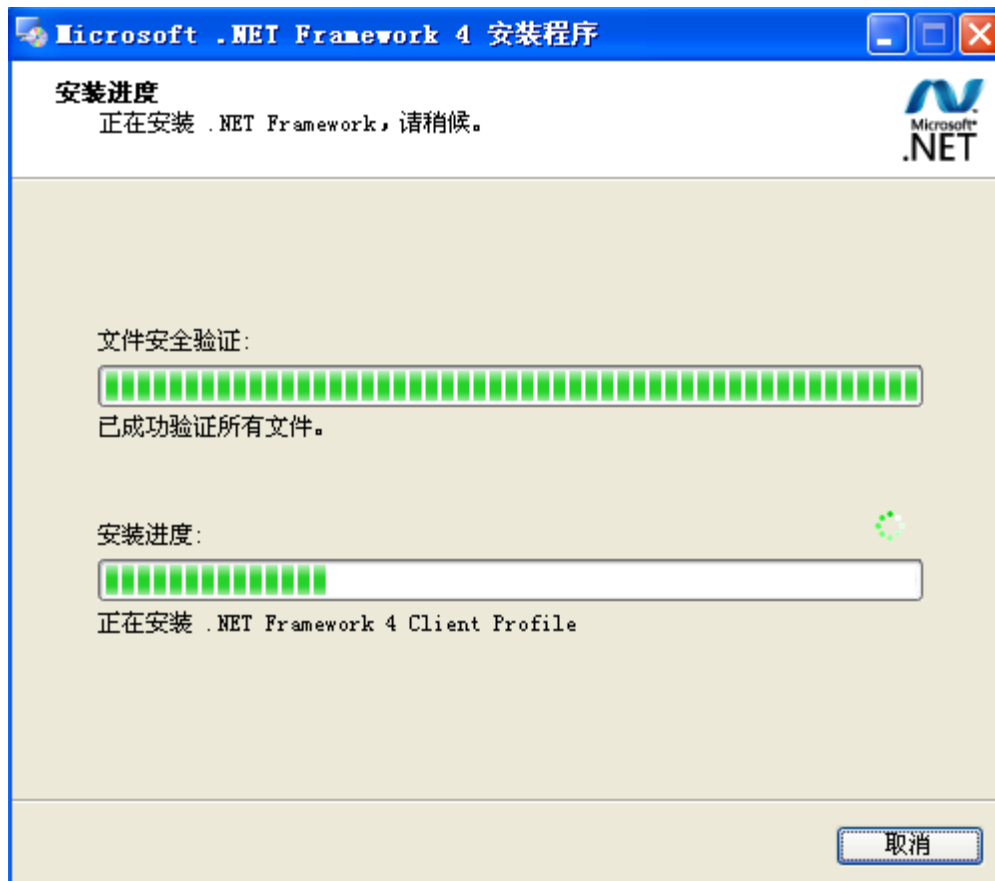 Microsoft .NET Framework 4 安装程序
安装进度
正在安装 .NET Framework，请稍候。
Microsoft®
.NET
文件安全验证:
已成功验证所有文件。
安装进度:
正在安装 .NET Framework 4 Client Profile
取消